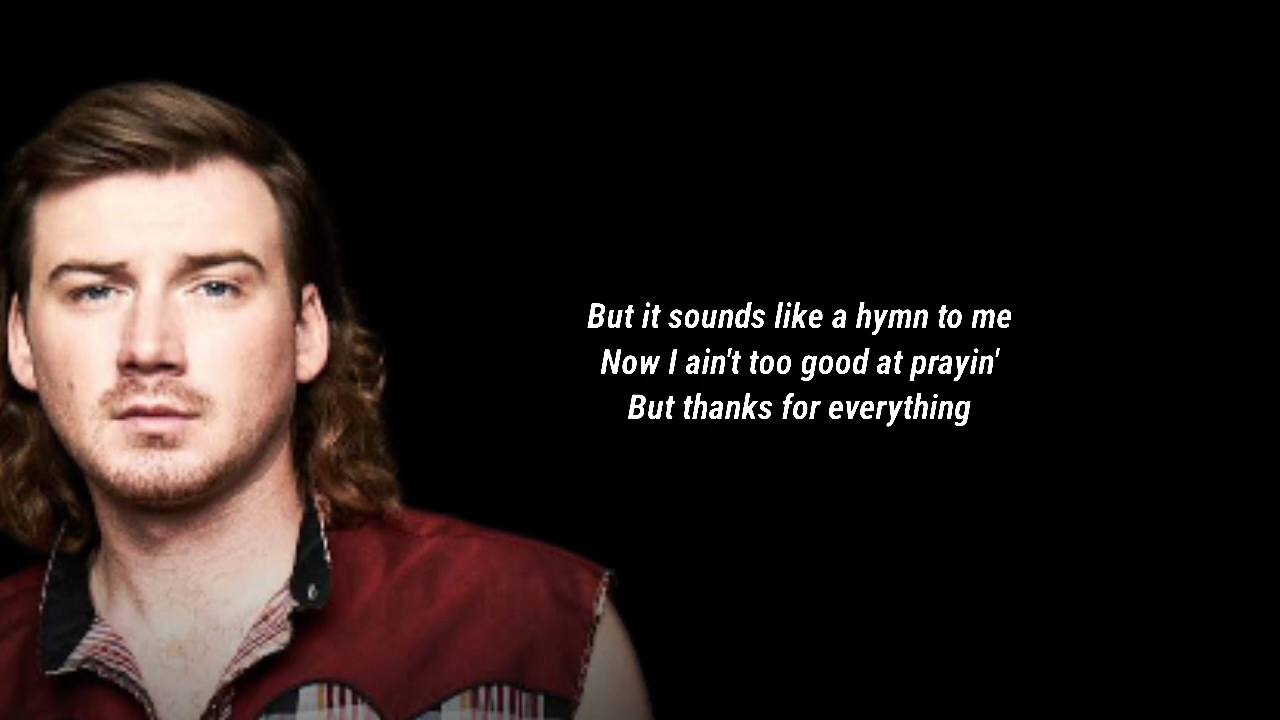 But it sounds like a hymn to me
Now I ain't too good at prayin'
But thanks for everything